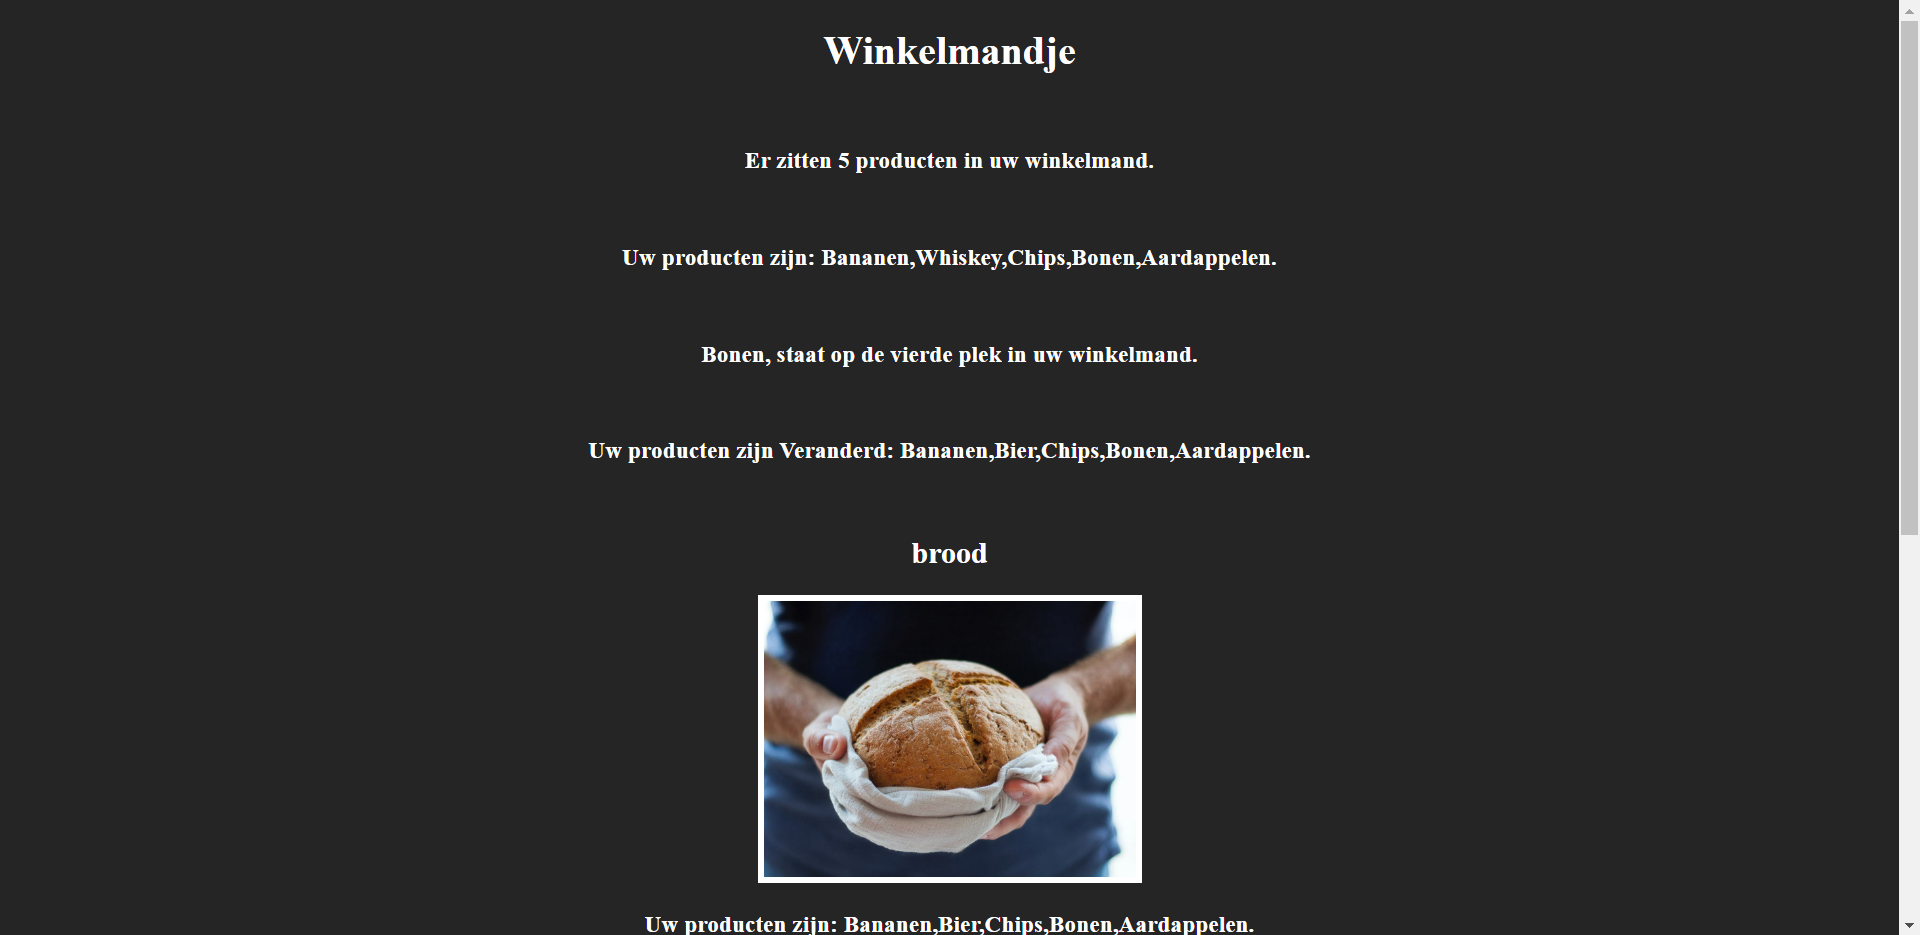 Winkelmandje
Er zitten 5 producten in uw winkelmand.
Uw producten zijn: Bananen,Whiskey,Chips,Bonen,Aardappelen.
Bonen, staat op de vierde plek in uw winkelmand.
Uw producten zijn Veranderd: Bananen,Bier,Chips,Bonen,Aardappelen.
brood
Uw producten zijn: Bananen,Bier,Chips,Bonen,Aardappelen.